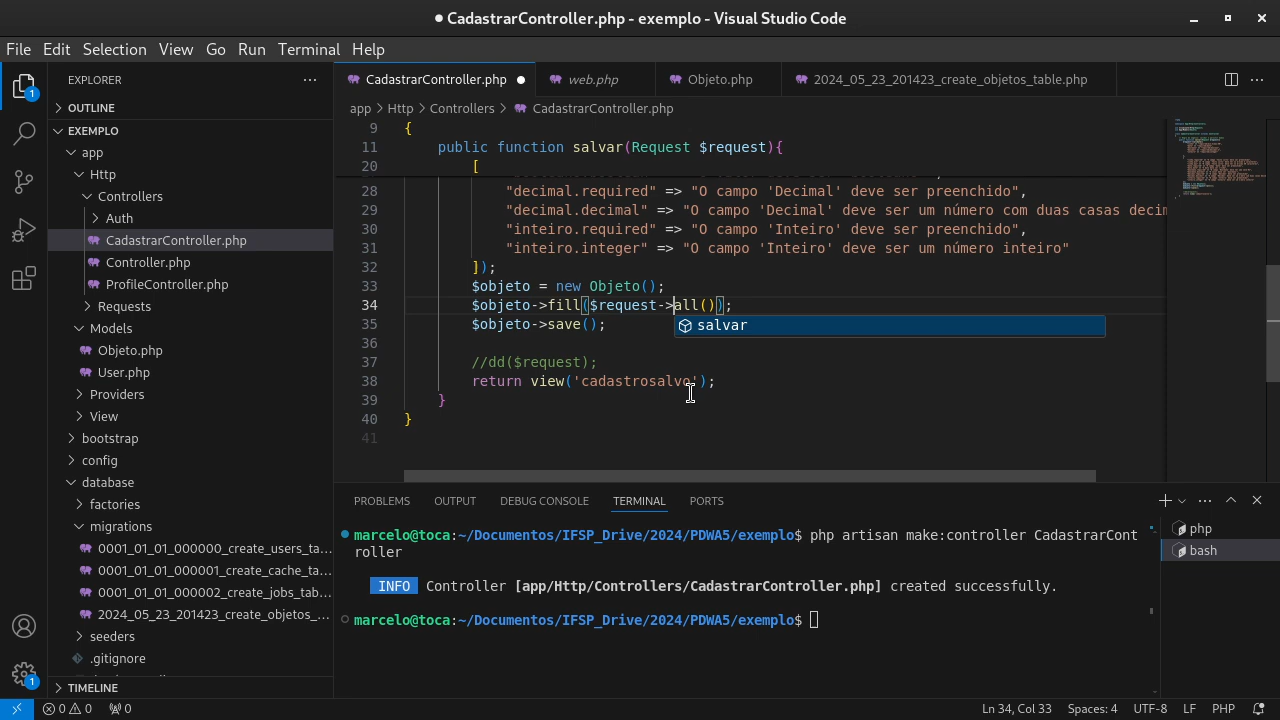 CadastrarController.php - exemplo - Visual Studio Code
File Edit Selection View Go Run Terminal Help
EXPLORER
OUTLINE
EXEMPLO
app
Http
Controllers
Auth
CadastrarController.php
Controller.php
ProfileController.php
Requests
Models
Objeto.php
User.php
Providers
View
bootstrap
config
database
factories
migrations
0001_01_01_000000_create_users_ta...
0001_01_01_000001_create_cache_ta...
0001_01_01_000002_create_jobs_tab...
2024_05_23_201423_create_objetos_...
seeders
.gitignore
TIMELINE
CadastrarController.php web.php Objeto.php 2024_05_23_201423_create_objetos_table.php
app > Http > Controllers > CadastrarController.php
9 {
11 public function salvar(Request $request){
20 [
28 "decimal.required" => "O campo 'Decimal' deve ser preenchido",
29 "decimal.decimal" => "O campo 'Decimal' deve ser um número com duas casas decim
30 "inteiro.required" => "O campo 'Inteiro' deve ser preenchido",
31 "inteiro.integer" => "O campo 'Inteiro' deve ser um número inteiro"
32 ]);
33 $objeto = new Objeto();
34 $objeto->fill($request->all());
salvar
35 $objeto->save();
36
37 //dd($request);
38 return view('cadastrosalvo');
39 }
40 }
41
PROBLEMS OUTPUT DEBUG CONSOLE TERMINAL PORTS
marcelo@toca:~/Documentos/IFSP_Drive/2024/PDWA5/exemplo$ php artisan make:controller CadastrarCont
roller
INFO Controller [app/Http/Controllers/CadastrarController.php] created successfully.
marcelo@toca:~/Documentos/IFSP_Drive/2024/PDWA5/exemplo$
php
bash
1
1
0 0 0 Ln 34, Col 33 Spaces: 4 UTF-8 LF PHP